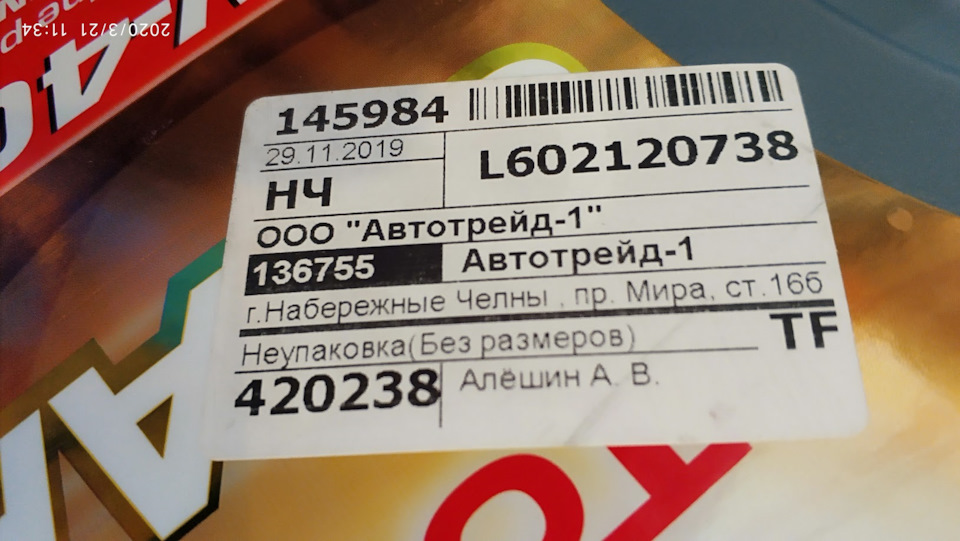 2020/3/21 11:34
-40
145984
29.11.2019
L602120738
НЧ
ООО "Автотрейд-1"
136755 Автотрейд-1
г.Набережные Челны , пр. Мира, ст.16б
Неупаковка(Без размеров) TF
420238 Алёшин А. В.